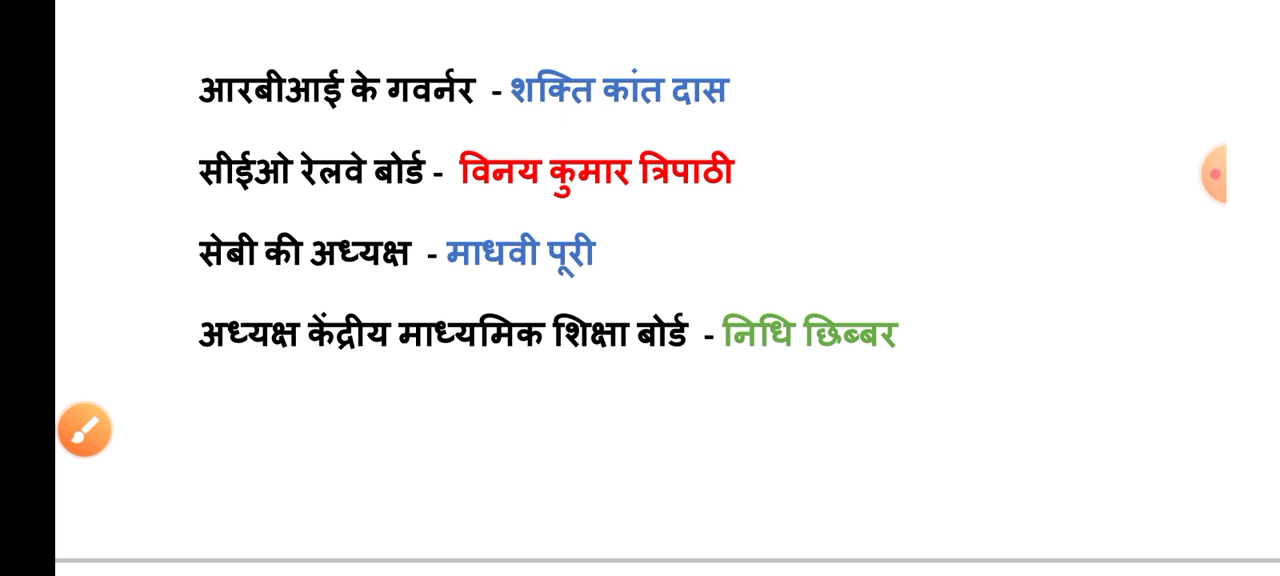 आरबीआई के गवर्नर - शक्ति कांत दास
सीईओ रेलवे बोर्ड - विनय कुमार त्रिपाठी
सेबी की अध्यक्ष - माधवी पूरी
अध्यक्ष केंद्रीय माध्यमिक शिक्षा बोर्ड - निधि छिब्बर